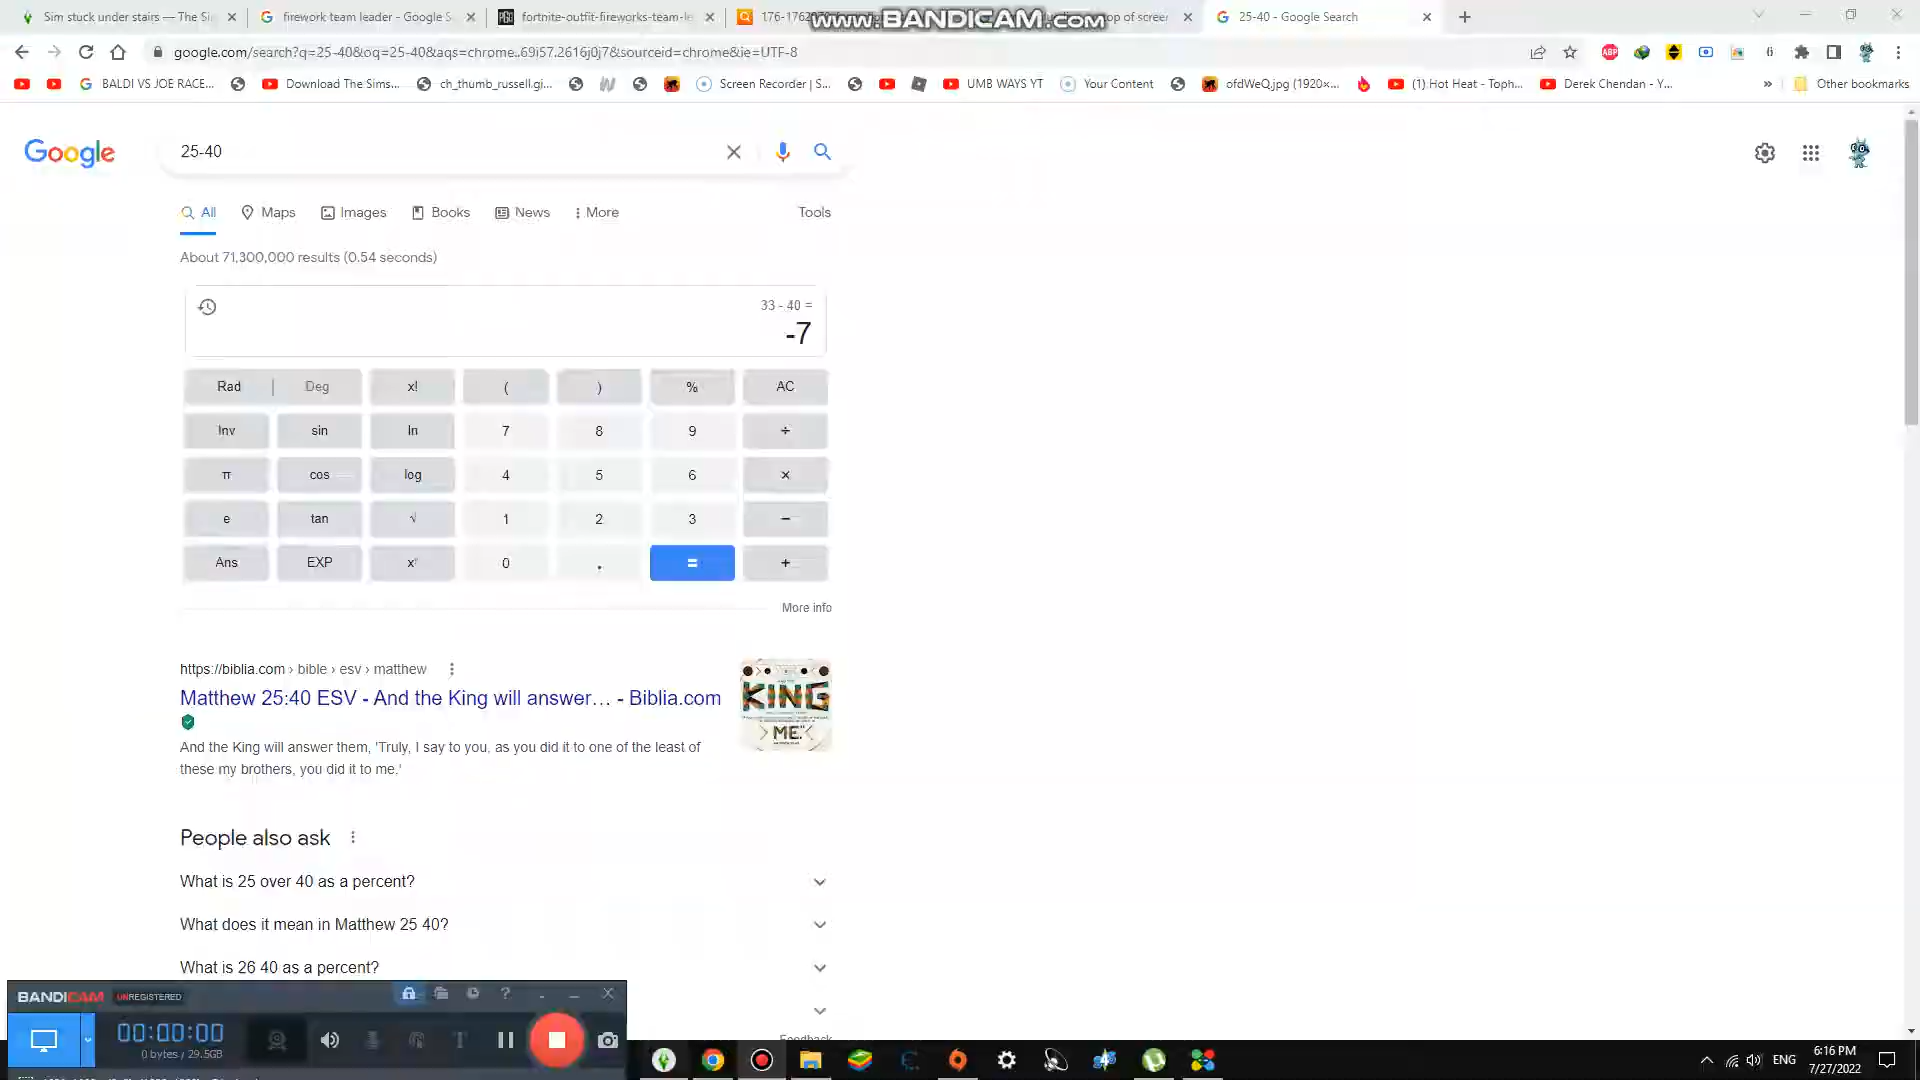 Sim stuck under stairs — The Si
firework team leader - Google S
fortnite-outfit-fireworks-team-le
www.BANDICAM.com
25-40 - Google Search
google.com/search?q=25-40&oq=25-40&aqs=chrome..69i57.2616j0j7&sourceid=chrome&ie=UTF-8
BALDI VS JOE RACE...
Download The Sims...
ch_thumb_russell.gi...
Screen Recorder | S...
UMB WAYS YT
Your Content
ofdWeQ.jpg (1920×...
(1) Hot Heat - Toph...
Derek Chendan - Y...
»
Other bookmarks
Google
25-40
All
Maps
Images
Books
News
More
Tools
About 71,300,000 results (0.54 seconds)
33 - 40 =
-7
Rad | Deg x! ( ) % AC
Inv sin ln 7 8 9 ÷
π cos log 4 5 6 ×
e tan √ 1 2 3 −
Ans EXP xʸ 0 . = +
More info
https://biblia.com › bible › esv › matthew
Matthew 25:40 ESV - And the King will answer… - Biblia.com
And the King will answer them, 'Truly, I say to you, as you did it to one of the least of
these my brothers, you did it to me.'
KING
ME."
People also ask
What is 25 over 40 as a percent?
What does it mean in Matthew 25 40?
What is 26 40 as a percent?
Feedback
BANDICAM UNREGISTERED
00:00:00
0 bytes / 29.5GB
ENG
6:16 PM
7/27/2022